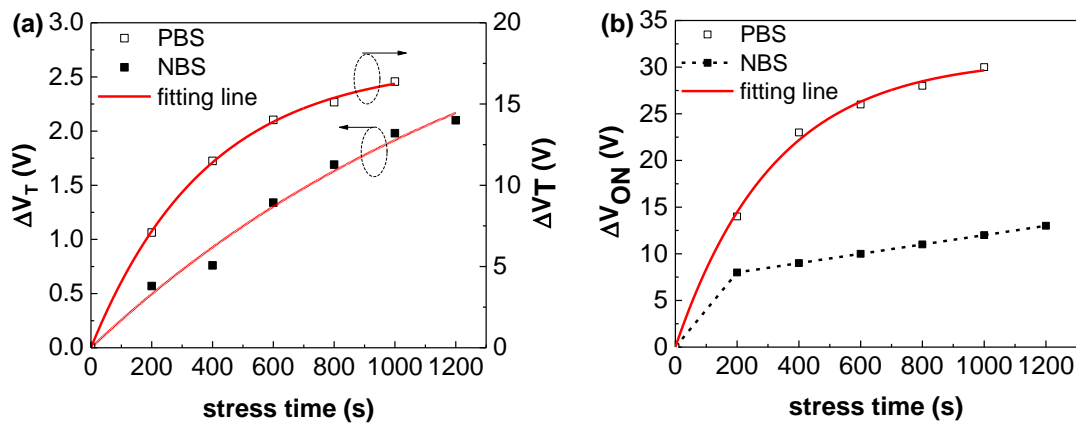 (a)
3.0
2.5
2.0
1.5
1.0
0.5
0.0
ΔV_T (V)
PBS
NBS
fitting line
20
15
10
5
0
ΔVT (V)
0 200 400 600 800 1000 1200
stress time (s)
(b)
35
30
25
20
15
10
5
0
ΔV_ON (V)
PBS
NBS
fitting line
0 200 400 600 800 1000 1200
stress time (s)